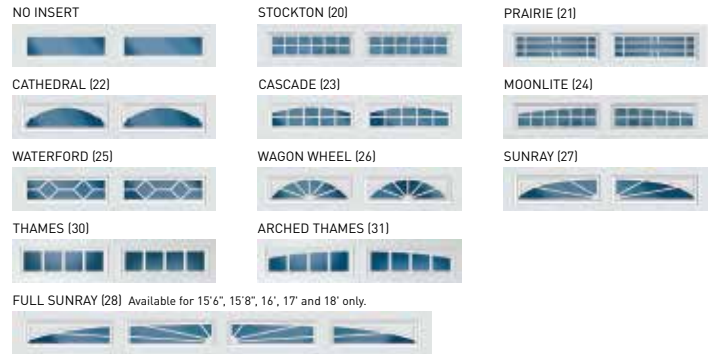 NO INSERT
STOCKTON (20)
PRAIRIE (21)
CATHEDRAL (22)
CASCADE (23)
MOONLITE (24)
WATERFORD (25)
WAGON WHEEL (26)
SUNRAY (27)
THAMES (30)
ARCHED THAMES (31)
FULL SUNRAY (28) Available for 15'6", 15'8", 16', 17' and 18' only.